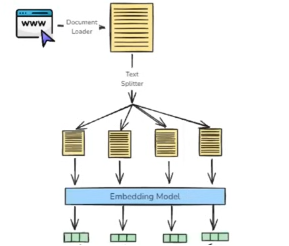 www
Document
Loader
Text
Splitter
Embedding Model